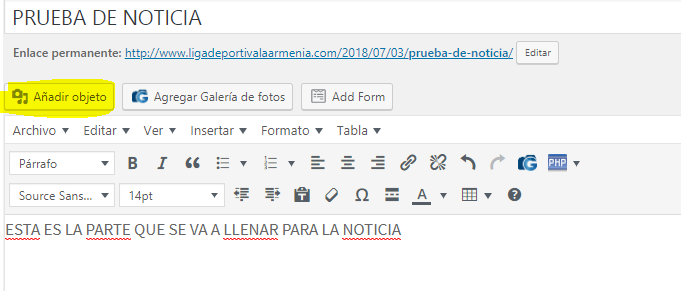 PRUEBA DE NOTICIA
Enlace permanente: http://www.ligadeportivalaarmenia.com/2018/07/03/prueba-de-noticia/ Editar
Añadir objeto Agregar Galería de fotos Add Form
Archivo Editar Ver Insertar Formato Tabla
Párrafo B I PHP
Source Sans... 14pt Ω A
ESTA ES LA PARTE QUE SE VA A LLENAR PARA LA NOTICIA